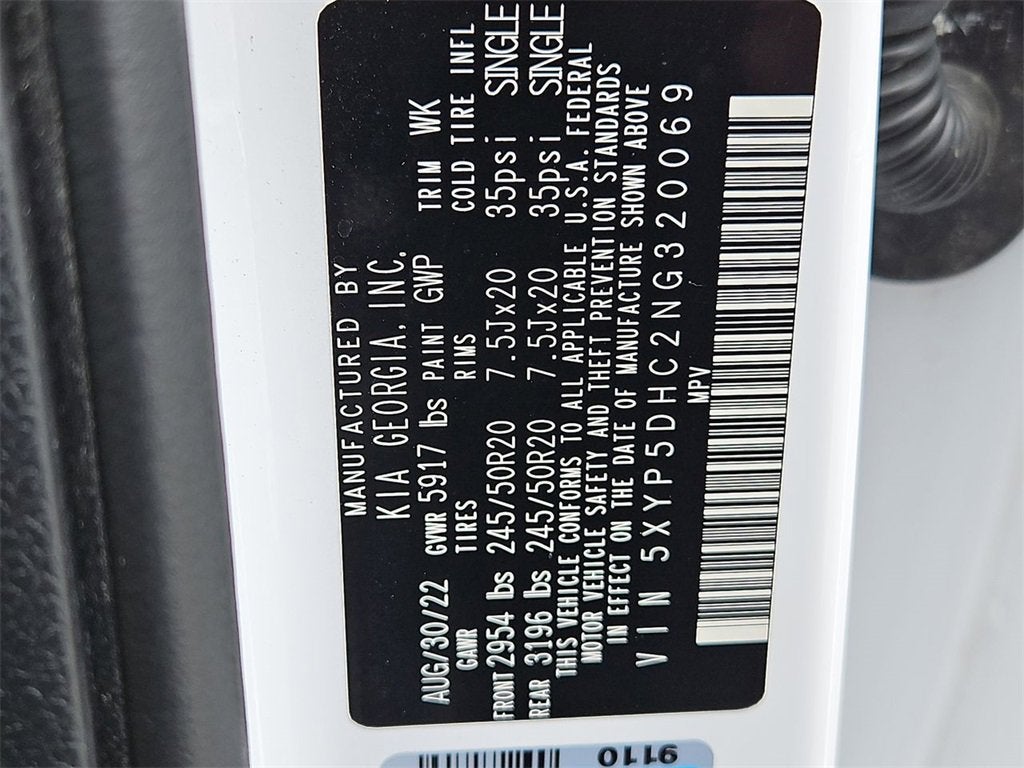 MANUFACTURED BY
KIA GEORGIA, INC.
AUG/30/22 GVWR 5917 lbs PAINT GWP TRIM WK
GAWR TIRES RIMS COLD TIRE INFL
FRONT 2954 lbs 245/50R20 7.5Jx20 35psi SINGLE
REAR 3196 lbs 245/50R20 7.5Jx20 35psi SINGLE
THIS VEHICLE CONFORMS TO ALL APPLICABLE U.S.A. FEDERAL
MOTOR VEHICLE SAFETY AND THEFT PREVENTION STANDARDS
IN EFFECT ON THE DATE OF MANUFACTURE SHOWN ABOVE
VIN 5XYP5DHC2NG320069
MPV
9110